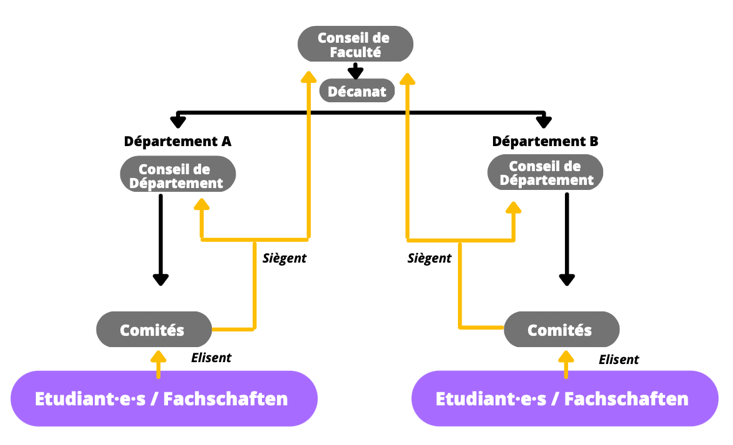 Conseil de
Faculté
Décanat
Département A
Conseil de
Département
Département B
Conseil de
Département
Siègent
Siègent
Comités
Comités
Elisent
Elisent
Etudiant·e·s / Fachschaften
Etudiant·e·s / Fachschaften